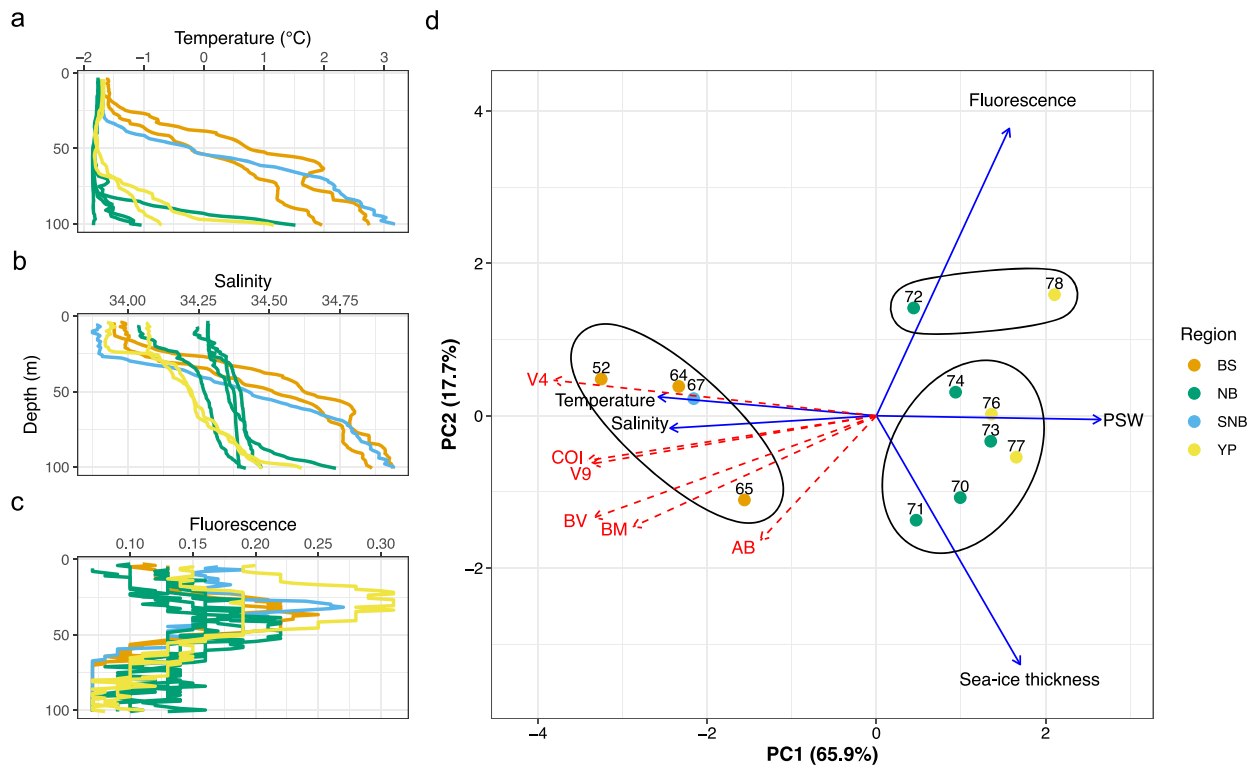 a
Temperature (°C)
−2 −1 0 1 2 3
0
50
100
b
Salinity
34.00 34.25 34.50 34.75
0
50
100
Depth (m)
c
Fluorescence
0.10 0.15 0.20 0.25 0.30
0
50
100
d
4
2
0
−2
PC2 (17.7%)
Fluorescence
78
72
52
64
67
V4
Temperature
Salinity
74
76
73
PSW
77
COI
V9
65
70
71
BV
BM
AB
Sea-ice thickness
−4 −2 0 2
PC1 (65.9%)
Region
BS
NB
SNB
YP